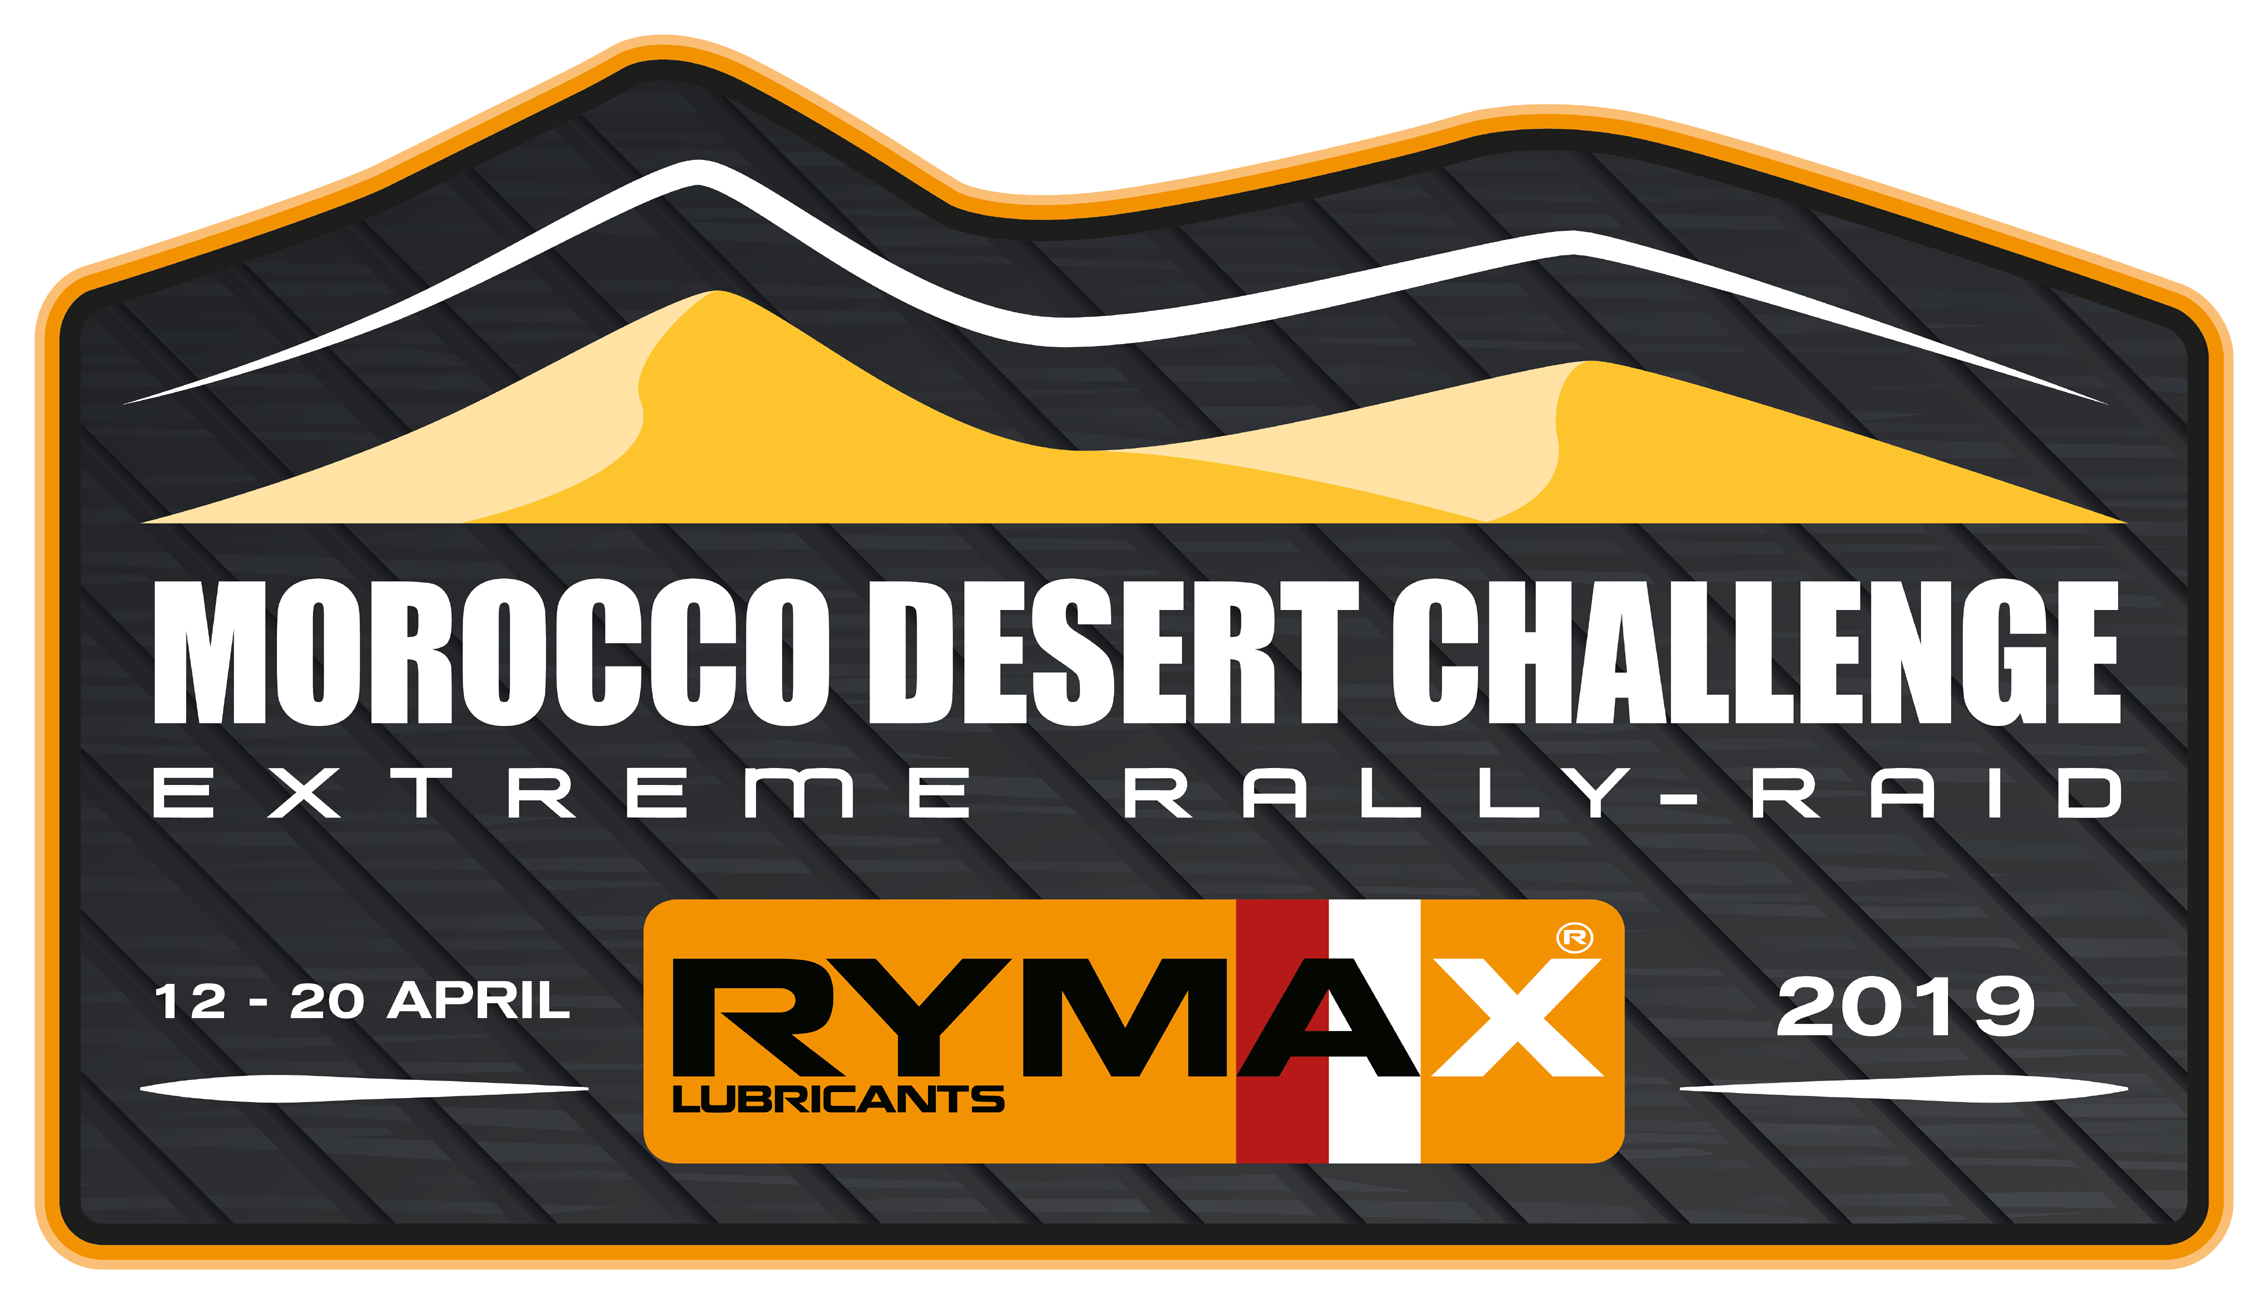 MOROCCO DESERT CHALLENGE
EXTREME RALLY-RAID
12 - 20 APRIL
RYMAX®
LUBRICANTS
2019